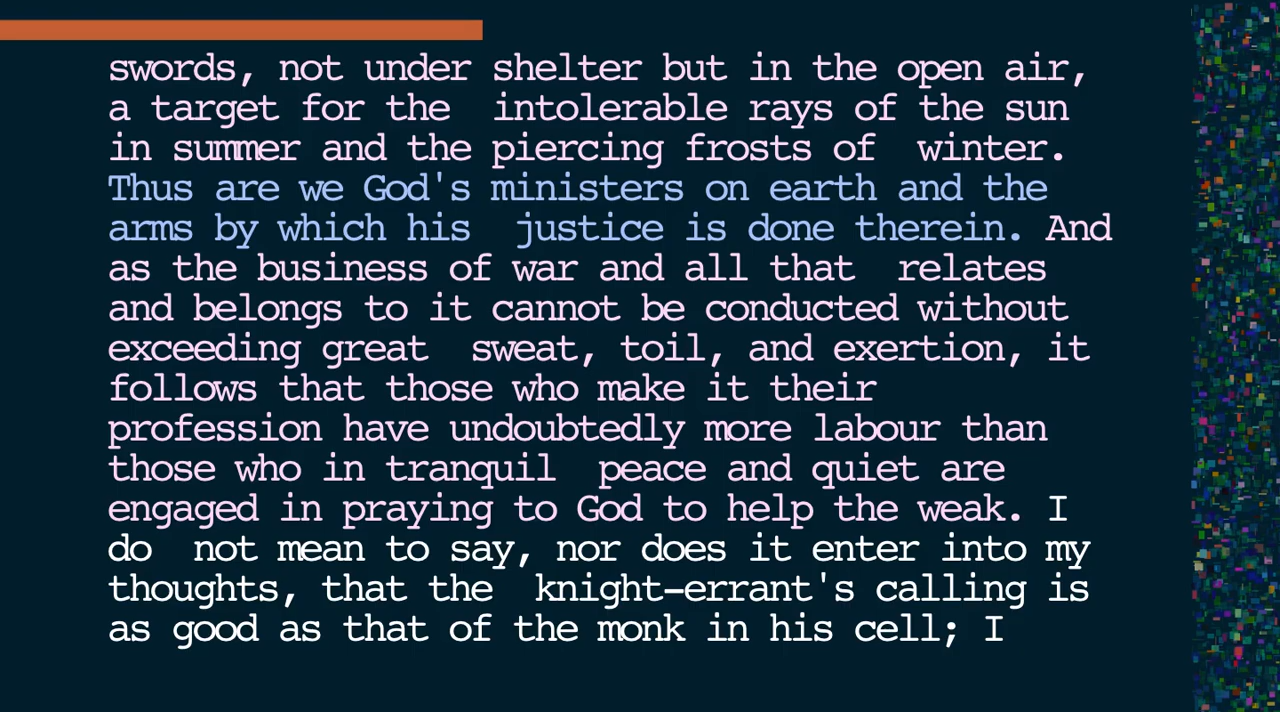 swords, not under shelter but in the open air,
a target for the  intolerable rays of the sun
in summer and the piercing frosts of  winter.
Thus are we God's ministers on earth and the
arms by which his  justice is done therein. And
as the business of war and all that  relates
and belongs to it cannot be conducted without
exceeding great  sweat, toil, and exertion, it
follows that those who make it their
profession have undoubtedly more labour than
those who in tranquil  peace and quiet are
engaged in praying to God to help the weak. I
do  not mean to say, nor does it enter into my
thoughts, that the  knight-errant's calling is
as good as that of the monk in his cell; I